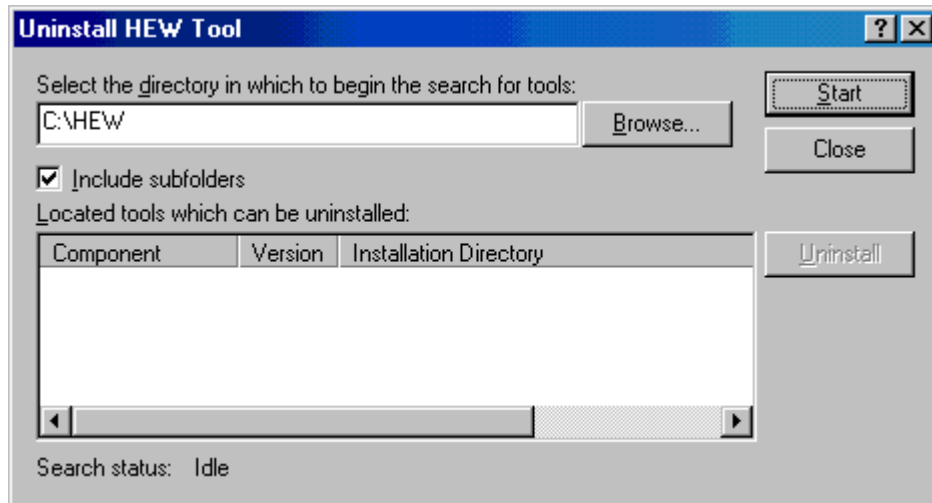 Uninstall HEW Tool
Select the directory in which to begin the search for tools:
C:\HEW
Browse...
Start
Close
Include subfolders
Located tools which can be uninstalled:
Component Version Installation Directory
Uninstall
Search status: Idle